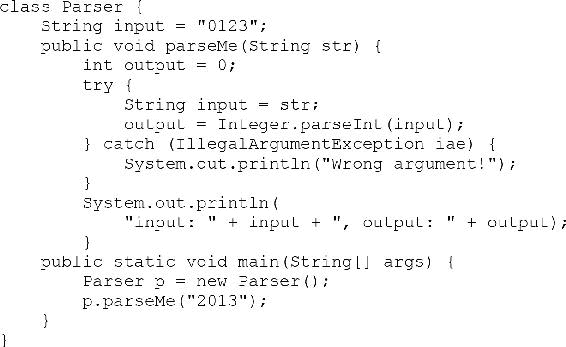 class Parser {
    String input = "0123";
    public void parseMe(String str) {
        int output = 0;
        try {
            String input = str;
            output = Integer.parseInt(input);
        } catch (IllegalArgumentException iae) {
            System.out.println("Wrong argument!");
        }
        System.out.println(
            "input: " + input + ", output: " + output);
        }
    public static void main(String[] args) {
        Parser p = new Parser();
        p.parseMe("2013");
    }
}